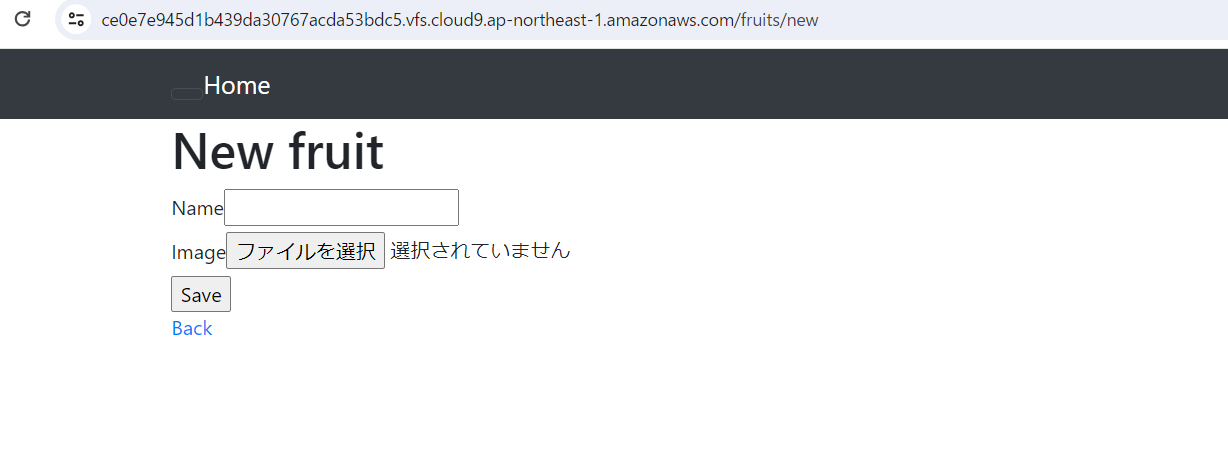 ce0e7e945d1b439da30767acda53bdc5.vfs.cloud9.ap-northeast-1.amazonaws.com/fruits/new
Home
New fruit
Name
Image ファイルを選択 選択されていません
Save
Back